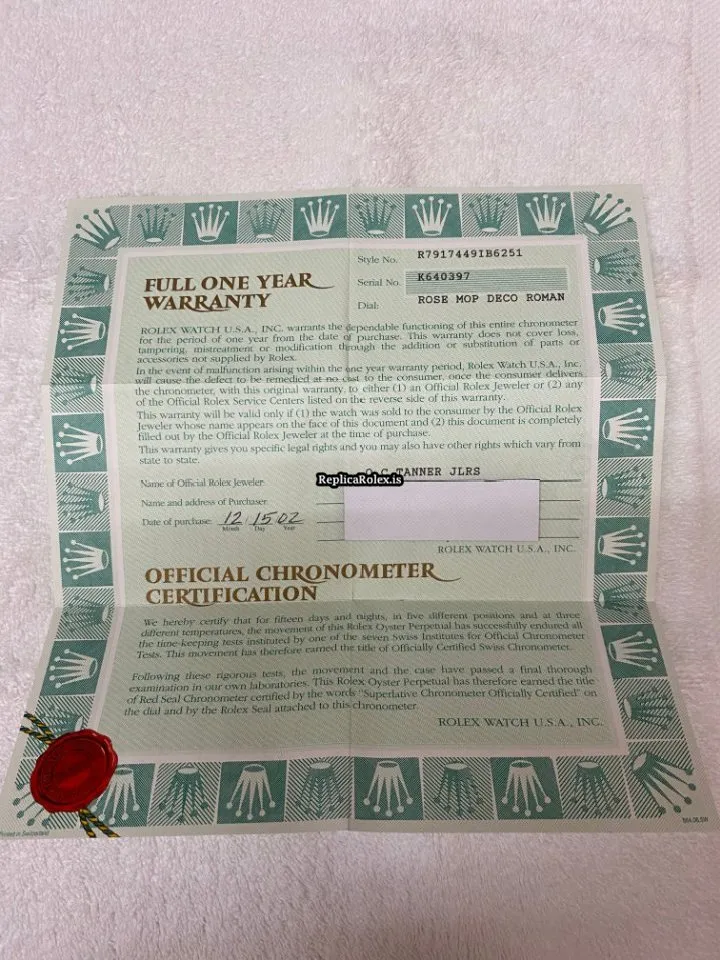 Style No. R7917449IB6251
Serial No. K640397
Dial: ROSE MOP DECO ROMAN
FULL ONE YEAR
WARRANTY
ROLEX WATCH U.S.A., INC. warrants the dependable functioning of this entire chronometer
for the period of one year from the date of purchase. This warranty does not cover loss,
tampering, mistreatment or modification through the addition or substitution of parts or
accessories not supplied by Rolex.
In the event of malfunction arising within the one year warranty period, Rolex Watch U.S.A., Inc.
will cause the defect to be remedied at no cost to the consumer, once the consumer delivers
the chronometer, with this original warranty, to either (1) an Official Rolex Jeweler or (2) any
of the Official Rolex Service Centers listed on the reverse side of this warranty.
This warranty will be valid only if (1) the watch was sold to the consumer by the Official Rolex
Jeweler whose name appears on the face of this document and (2) this document is completely
filled out by the Official Rolex Jeweler at the time of purchase.
This warranty gives you specific legal rights and you may also have other rights which vary from
state to state.
O C TANNER JLRS
ReplicaRolex.is
Name of Official Rolex Jeweler
Name and address of Purchaser
Date of purchase 12 15 02
Month Day Year
ROLEX WATCH U.S.A., INC.
OFFICIAL CHRONOMETER
CERTIFICATION
We hereby certify that for fifteen days and nights, in five different positions and at three
different temperatures, the movement of this Rolex Oyster Perpetual has successfully endured all
the time-keeping tests instituted by one of the seven Swiss Institutes for Official Chronometer
Tests. This movement has therefore earned the title of Officially Certified Swiss Chronometer.
Following these rigorous tests, the movement and the case have passed a final thorough
examination in our own laboratories. This Rolex Oyster Perpetual has therefore earned the title
of Red Seal Chronometer certified by the words "Superlative Chronometer Officially Certified" on
the dial and by the Rolex Seal attached to this chronometer.
ROLEX WATCH U.S.A., INC.
Printed in Switzerland